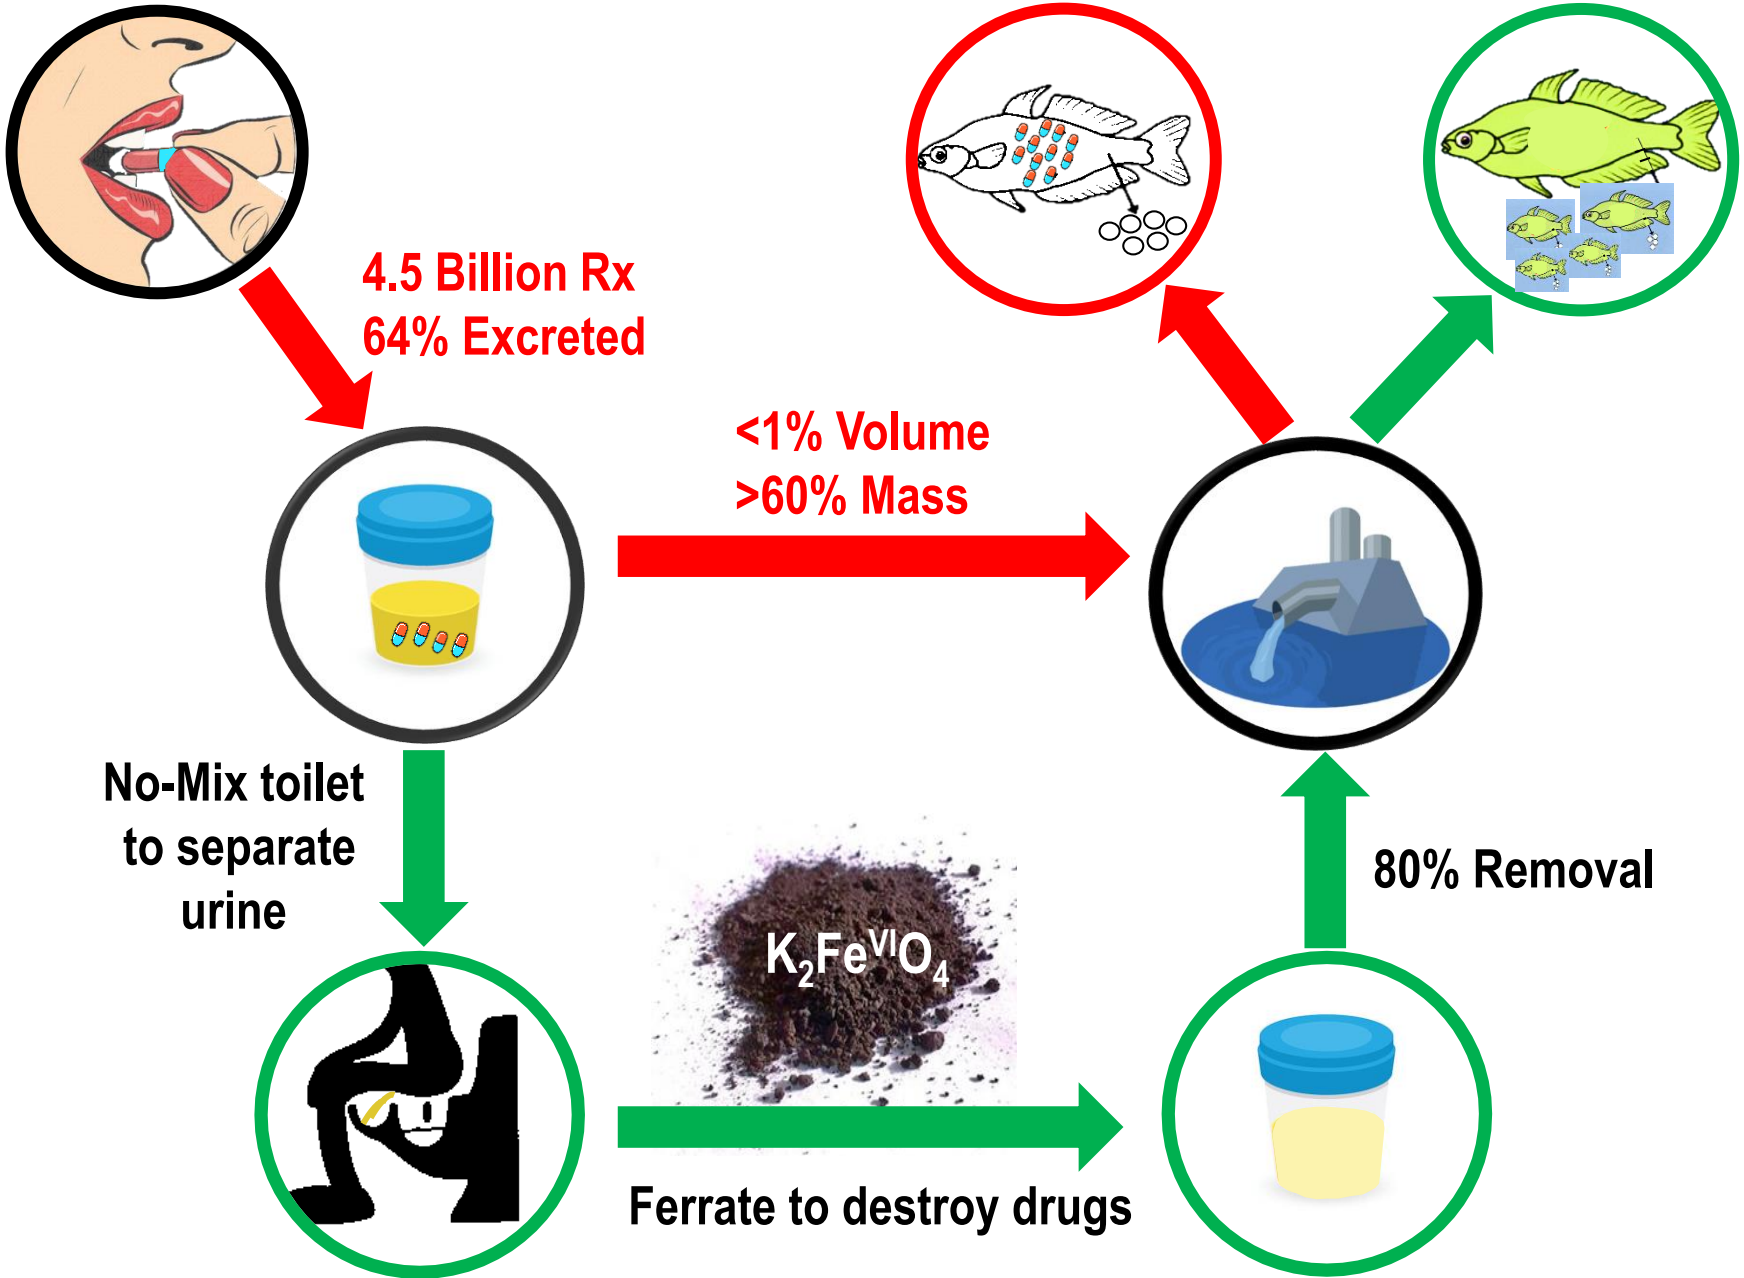 4.5 Billion Rx
64% Excreted
<1% Volume
>60% Mass
No-Mix toilet
to separate
urine
K₂FeⱽᴵO₄
80% Removal
Ferrate to destroy drugs